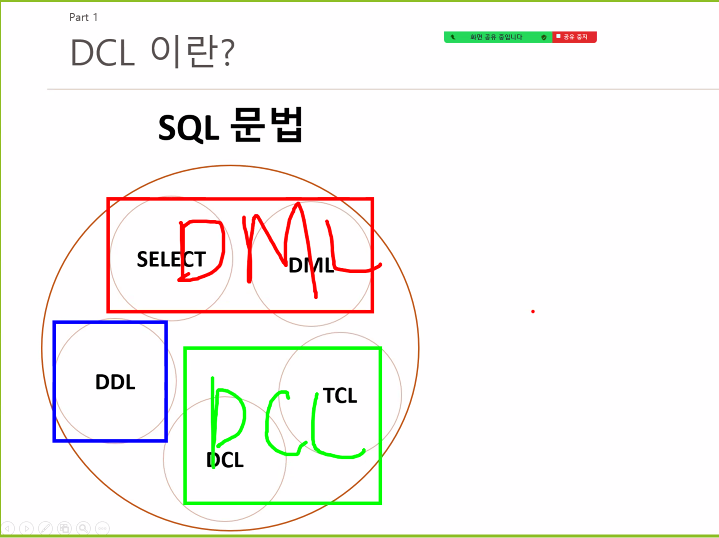 Part 1
DCL 이란?
화면 공유 중입니다 공유 중지
SQL 문법
SELECT
DML
DML
DDL
TCL
DCL
DCL